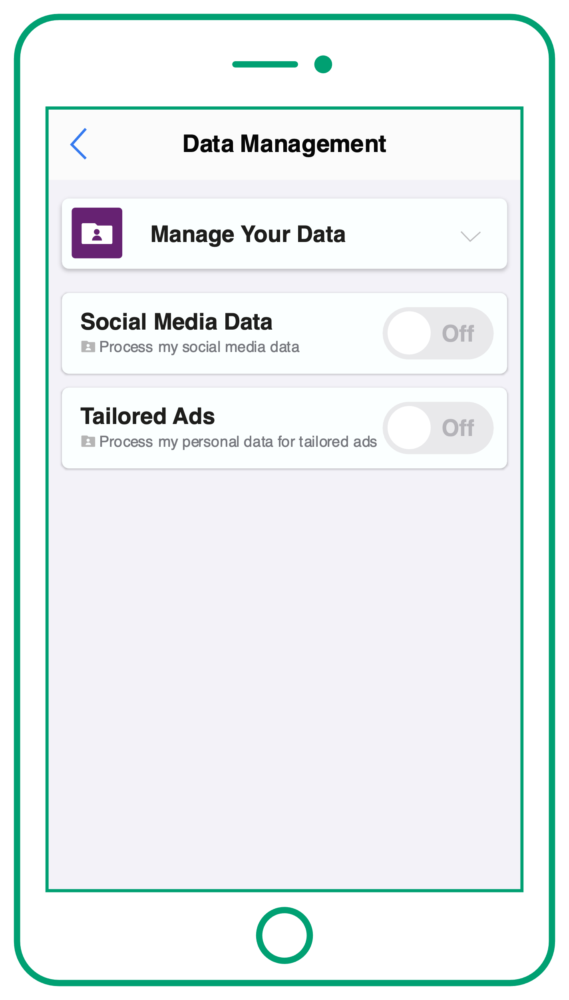 Data Management
Manage Your Data
Social Media Data
Process my social media data
Off
Tailored Ads
Process my personal data for tailored ads
Off